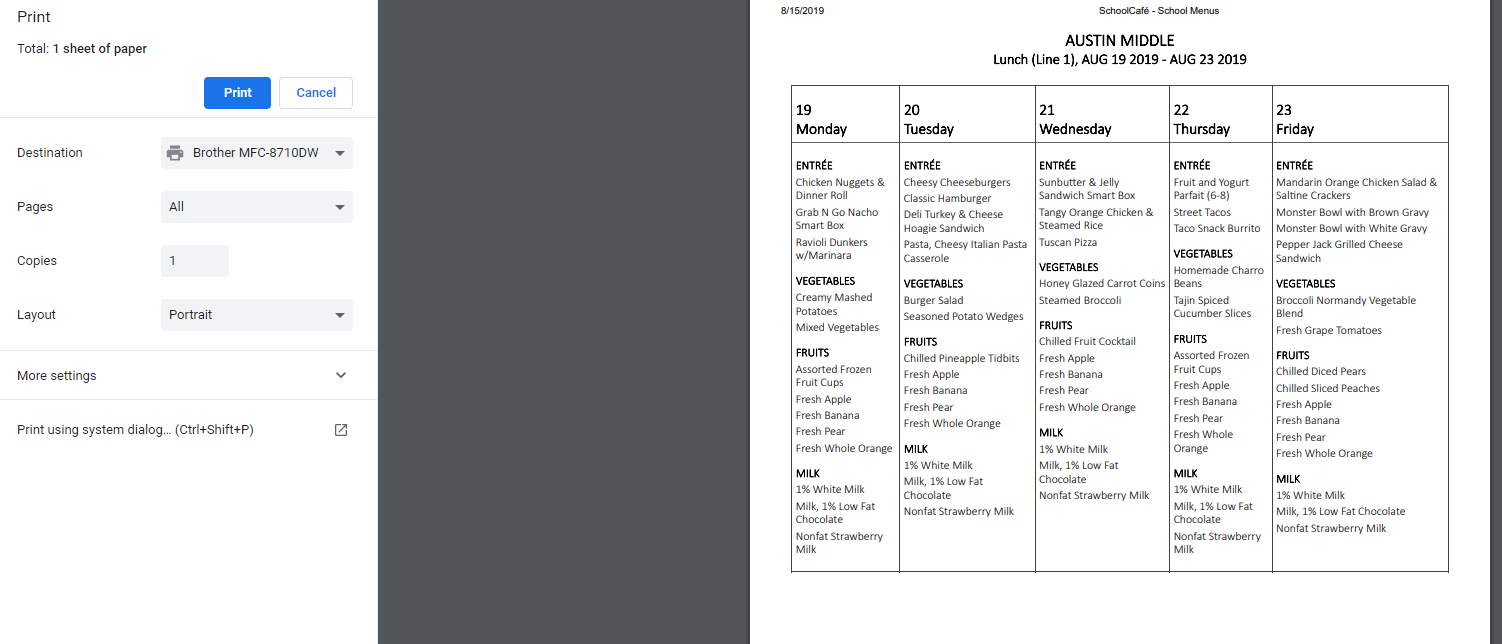 Print
Total: 1 sheet of paper
Print
Cancel
Destination
Brother MFC-8710DW
Pages
All
Copies
1
Layout
Portrait
More settings
Print using system dialog... (Ctrl+Shift+P)
8/15/2019
SchoolCafé - School Menus
AUSTIN MIDDLE
Lunch (Line 1), AUG 19 2019 - AUG 23 2019
19
Monday
ENTRÉE
Chicken Nuggets &
Dinner Roll
Grab N Go Nacho
Smart Box
Ravioli Dunkers
w/Marinara
VEGETABLES
Creamy Mashed
Potatoes
Mixed Vegetables
FRUITS
Assorted Frozen
Fruit Cups
Fresh Apple
Fresh Banana
Fresh Pear
Fresh Whole Orange
MILK
1% White Milk
Milk, 1% Low Fat
Chocolate
Nonfat Strawberry
Milk
20
Tuesday
ENTRÉE
Cheesy Cheeseburgers
Classic Hamburger
Deli Turkey & Cheese
Hoagie Sandwich
Pasta, Cheesy Italian Pasta
Casserole
VEGETABLES
Burger Salad
Seasoned Potato Wedges
FRUITS
Chilled Pineapple Tidbits
Fresh Apple
Fresh Banana
Fresh Pear
Fresh Whole Orange
MILK
1% White Milk
Milk, 1% Low Fat
Chocolate
Nonfat Strawberry Milk
21
Wednesday
ENTRÉE
Sunbutter & Jelly
Sandwich Smart Box
Tangy Orange Chicken &
Steamed Rice
Tuscan Pizza
VEGETABLES
Honey Glazed Carrot Coins
Steamed Broccoli
FRUITS
Chilled Fruit Cocktail
Fresh Apple
Fresh Banana
Fresh Pear
Fresh Whole Orange
MILK
1% White Milk
Milk, 1% Low Fat
Chocolate
Nonfat Strawberry Milk
22
Thursday
ENTRÉE
Fruit and Yogurt
Parfait (6-8)
Street Tacos
Taco Snack Burrito
VEGETABLES
Homemade Charro
Beans
Tajin Spiced
Cucumber Slices
FRUITS
Assorted Frozen
Fruit Cups
Fresh Apple
Fresh Banana
Fresh Pear
Fresh Whole
Orange
MILK
1% White Milk
Milk, 1% Low Fat
Chocolate
Nonfat Strawberry
Milk
23
Friday
ENTRÉE
Mandarin Orange Chicken Salad &
Saltine Crackers
Monster Bowl with Brown Gravy
Monster Bowl with White Gravy
Pepper Jack Grilled Cheese
Sandwich
VEGETABLES
Broccoli Normandy Vegetable
Blend
Fresh Grape Tomatoes
FRUITS
Chilled Diced Pears
Chilled Sliced Peaches
Fresh Apple
Fresh Banana
Fresh Pear
Fresh Whole Orange
MILK
1% White Milk
Milk, 1% Low Fat Chocolate
Nonfat Strawberry Milk